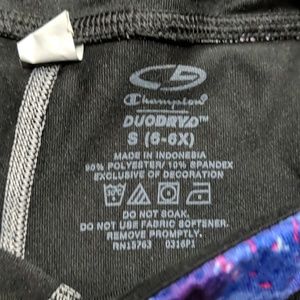 Champion
DUODRY+™
S (6-6X)
MADE IN INDONESIA
90% POLYESTER/ 10% SPANDEX
EXCLUSIVE OF DECORATION
DO NOT SOAK.
DO NOT USE FABRIC SOFTENER.
REMOVE PROMPTLY.
RN15763 0316P1